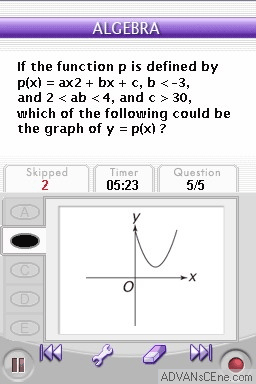 ALGEBRA
If the function p is defined by
p(x) = ax2 + bx + c, b < -3,
and 2 < ab < 4, and c > 30,
which of the following could be
the graph of y = p(x) ?
Skipped
2
Timer
05:23
Question
5/5
A
C
D
E
y
x
O
ADVANsCEne.com